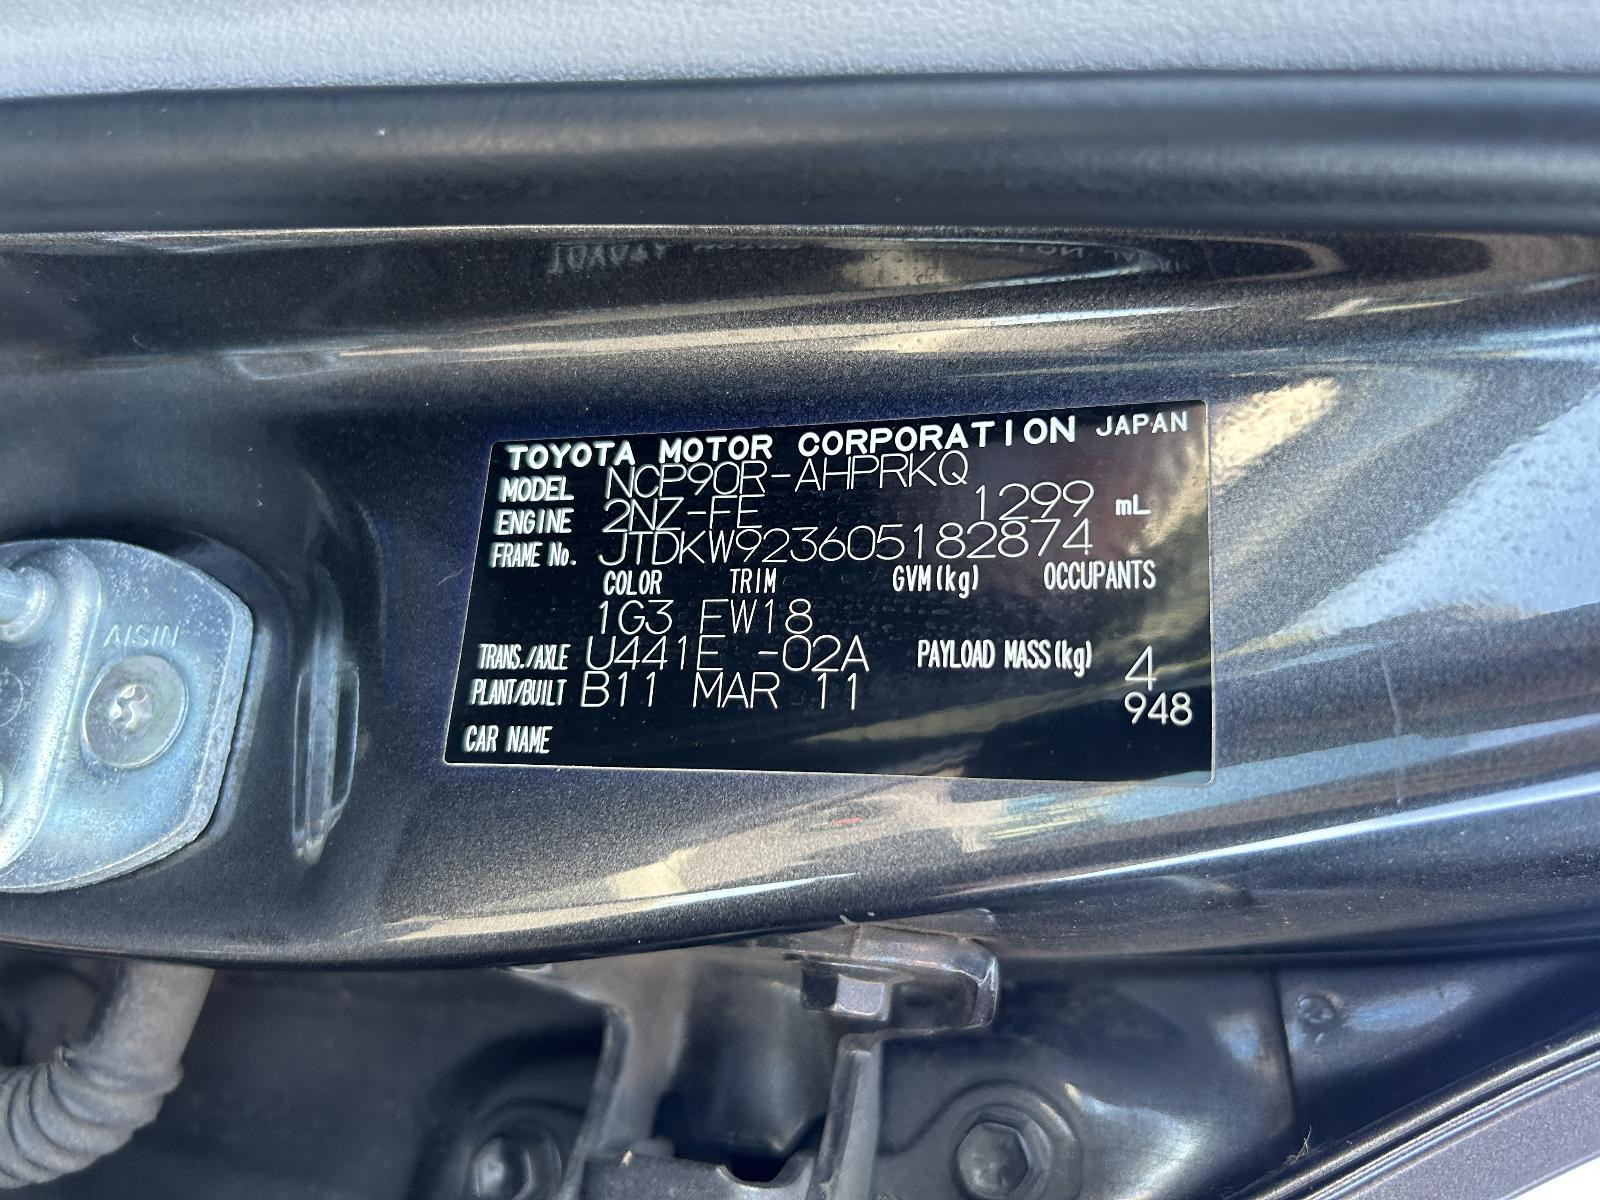 TOYOTA MOTOR CORPORATION JAPAN
MODEL NCP90R-AHPRKQ
ENGINE 2NZ-FE 1299 mL
FRAME No. JTDKW923605182874
COLOR TRIM GVM(kg) OCCUPANTS
1G3 FW18
TRANS./AXLE U441E -02A PAYLOAD MASS(kg) 4
PLANT/BUILT B11 MAR 11 948
CAR NAME
AISIN